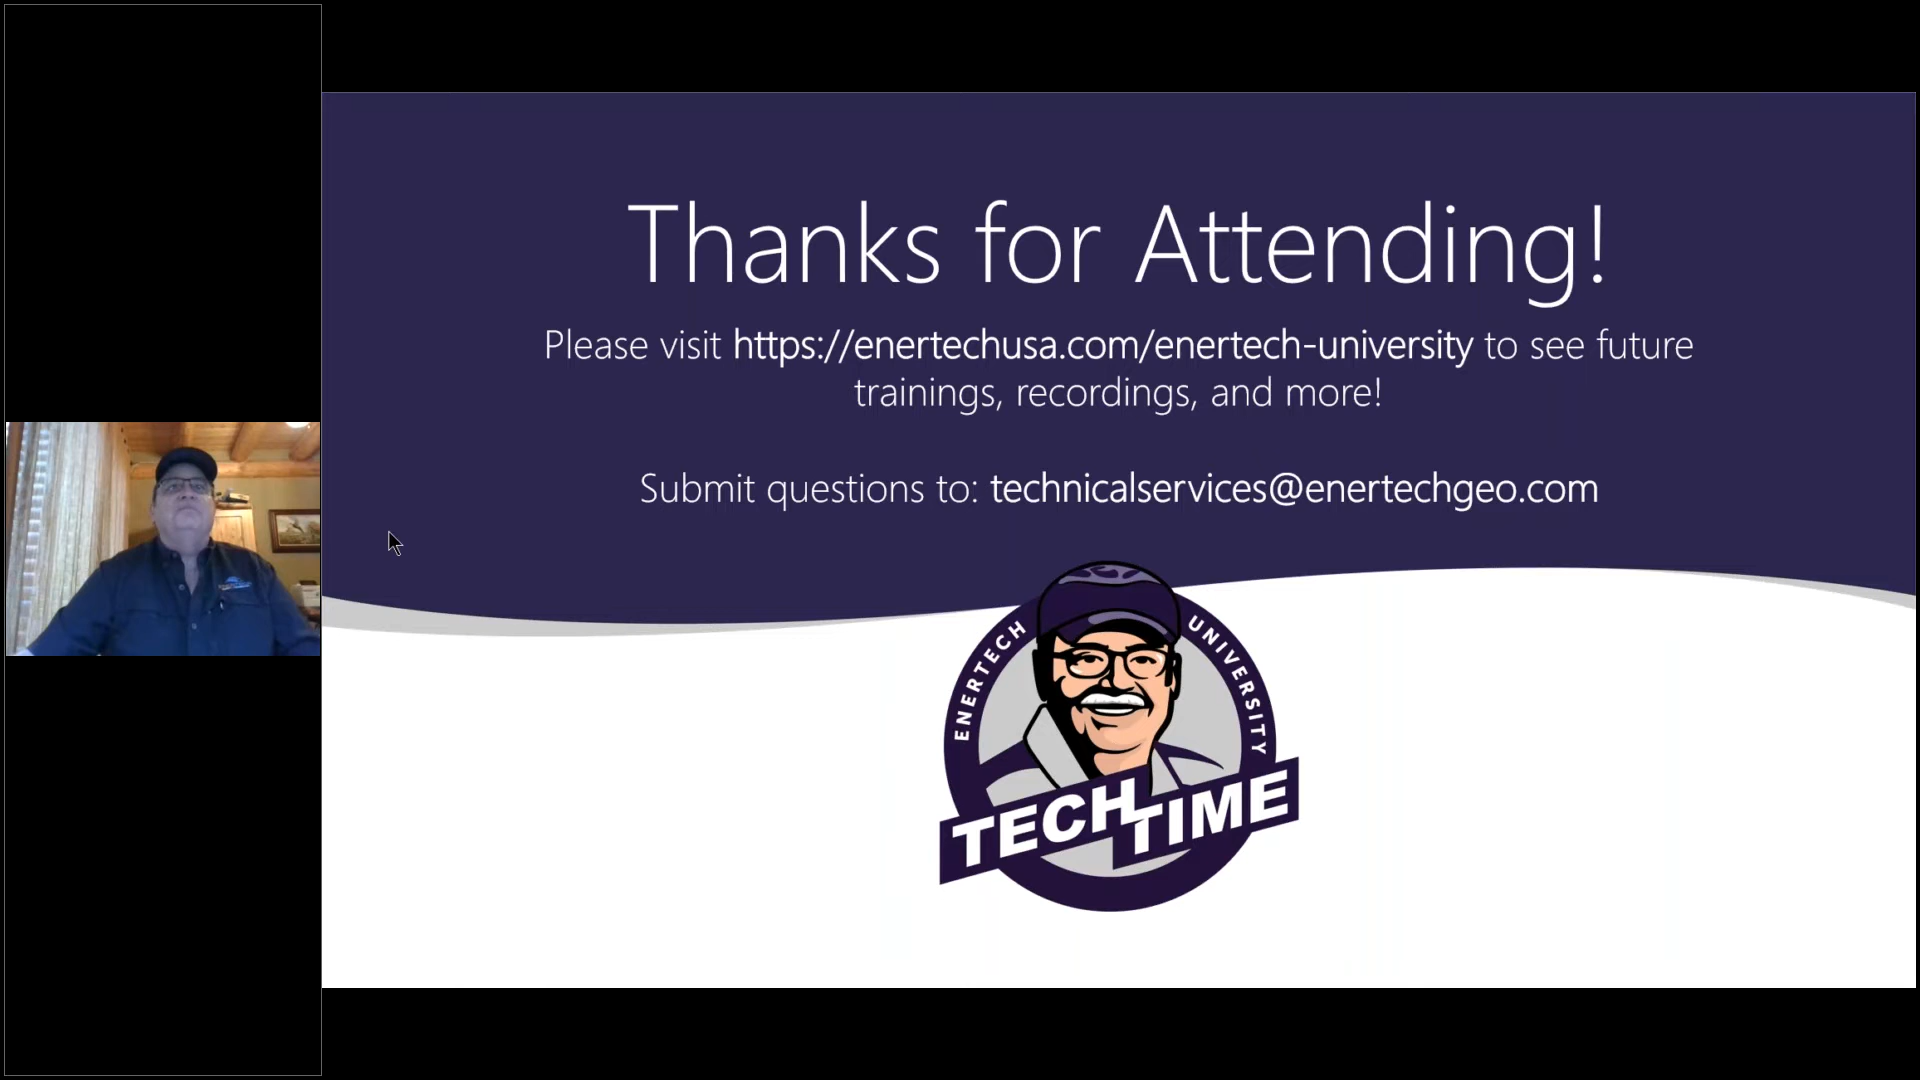 Thanks for Attending!
Please visit https://enertechusa.com/enertech-university to see future
trainings, recordings, and more!
Submit questions to: technicalservices@enertechgeo.com
ENERTECH UNIVERSITY
TECH TIME